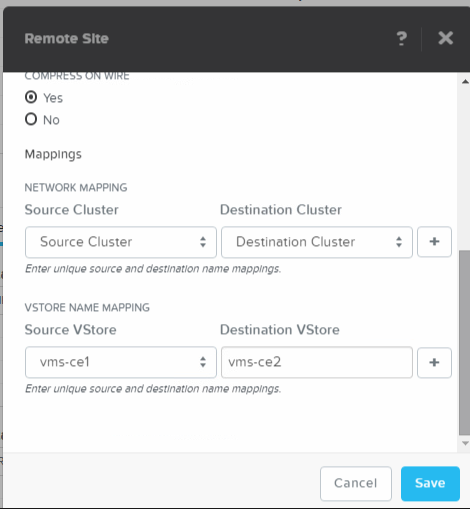 Remote Site ?
COMPRESS ON WIRE
Yes
No
Mappings
NETWORK MAPPING
Source Cluster Destination Cluster
Source Cluster Destination Cluster +
Enter unique source and destination name mappings.
VSTORE NAME MAPPING
Source VStore Destination VStore
vms-ce1 vms-ce2 +
Enter unique source and destination name mappings.
Cancel Save